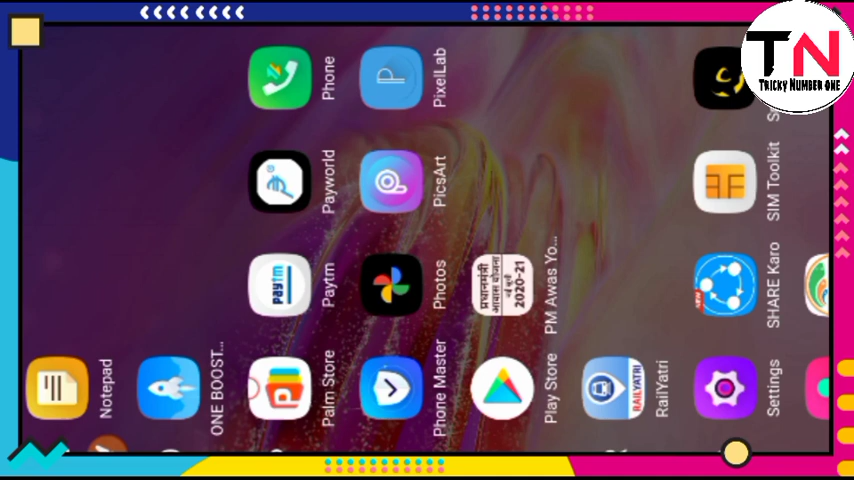 TN
TRICKY NUMBER ONE
Notepad
ONE BOOST...
Palm Store
Paytm
Payworld
Phone
Phone Master
Photos
PicsArt
PixelLab
Play Store
प्रधानमंत्री
आवास योजना
नई सूची
2020-21
PM Awas Yo...
RAILYATRI
RailYatri
Settings
SHARE Karo
SIM Toolkit
paytm